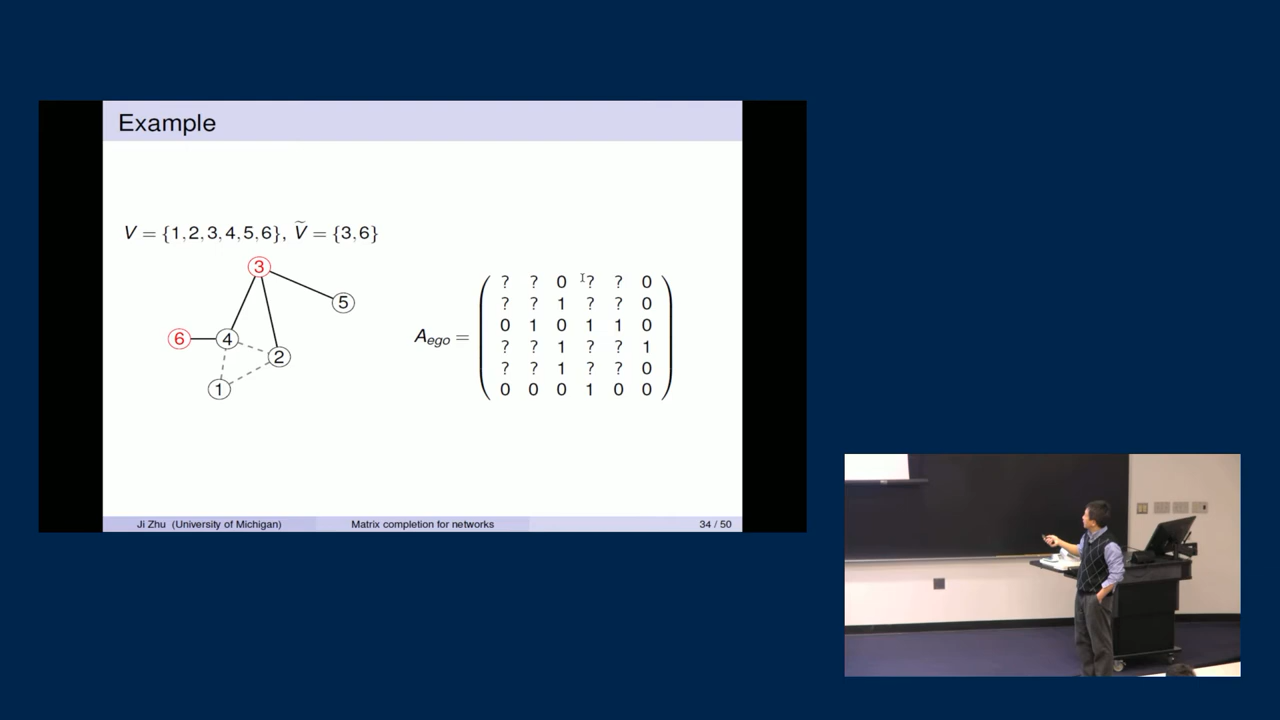 Example
V = {1,2,3,4,5,6}, Ṽ = {3,6}
3
5
6
4
2
1
A_ego =
? ? 0 ? ? 0
? ? 1 ? ? 0
0 1 0 1 1 0
? ? 1 ? ? 1
? ? 1 ? ? 0
0 0 0 1 0 0
Ji Zhu (University of Michigan) Matrix completion for networks 34 / 50